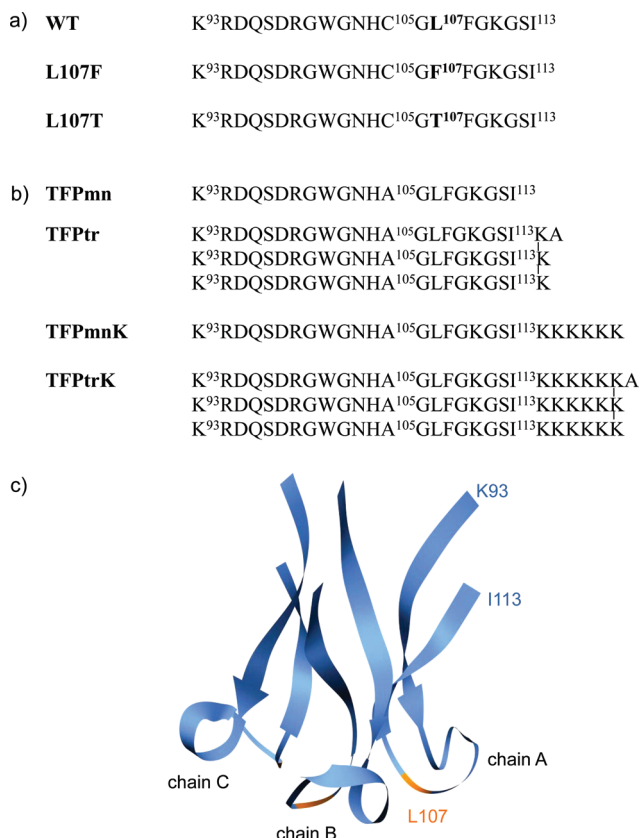 a) WT K⁹³RDQSDRGWGNHC¹⁰⁵GL¹⁰⁷FGKGSI¹¹³
L107F K⁹³RDQSDRGWGNHC¹⁰⁵GF¹⁰⁷FGKGSI¹¹³
L107T K⁹³RDQSDRGWGNHC¹⁰⁵GT¹⁰⁷FGKGSI¹¹³
b) TFPmn K⁹³RDQSDRGWGNHA¹⁰⁵GLFGKGSI¹¹³
TFPtr K⁹³RDQSDRGWGNHA¹⁰⁵GLFGKGSI¹¹³KA
K⁹³RDQSDRGWGNHA¹⁰⁵GLFGKGSI¹¹³K
K⁹³RDQSDRGWGNHA¹⁰⁵GLFGKGSI¹¹³K
TFPmnK K⁹³RDQSDRGWGNHA¹⁰⁵GLFGKGSI¹¹³KKKKKK
TFPtrK K⁹³RDQSDRGWGNHA¹⁰⁵GLFGKGSI¹¹³KKKKKKKA
K⁹³RDQSDRGWGNHA¹⁰⁵GLFGKGSI¹¹³KKKKKK
K⁹³RDQSDRGWGNHA¹⁰⁵GLFGKGSI¹¹³KKKKKK
c) K93
I113
chain A
chain C
L107
chain B